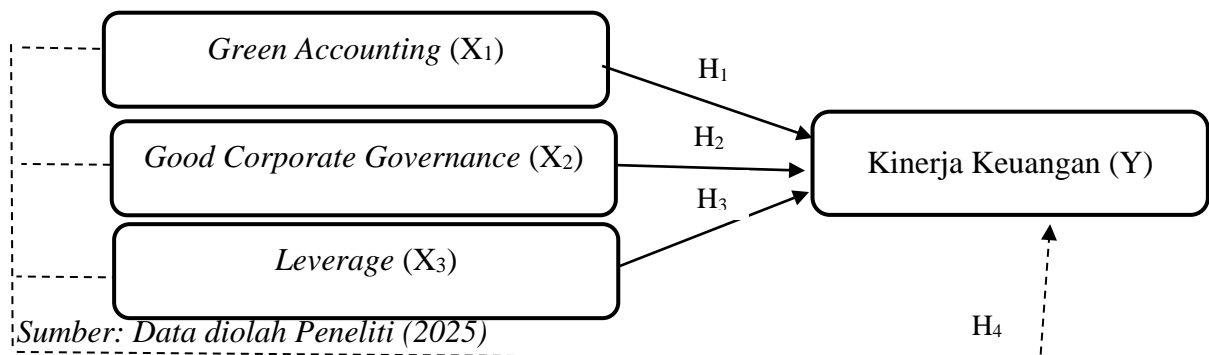 Green Accounting (X₁)
H₁
Good Corporate Governance (X₂)
H₂
Kinerja Keuangan (Y)
H₃
Leverage (X₃)
Sumber: Data diolah Peneliti (2025)
H₄